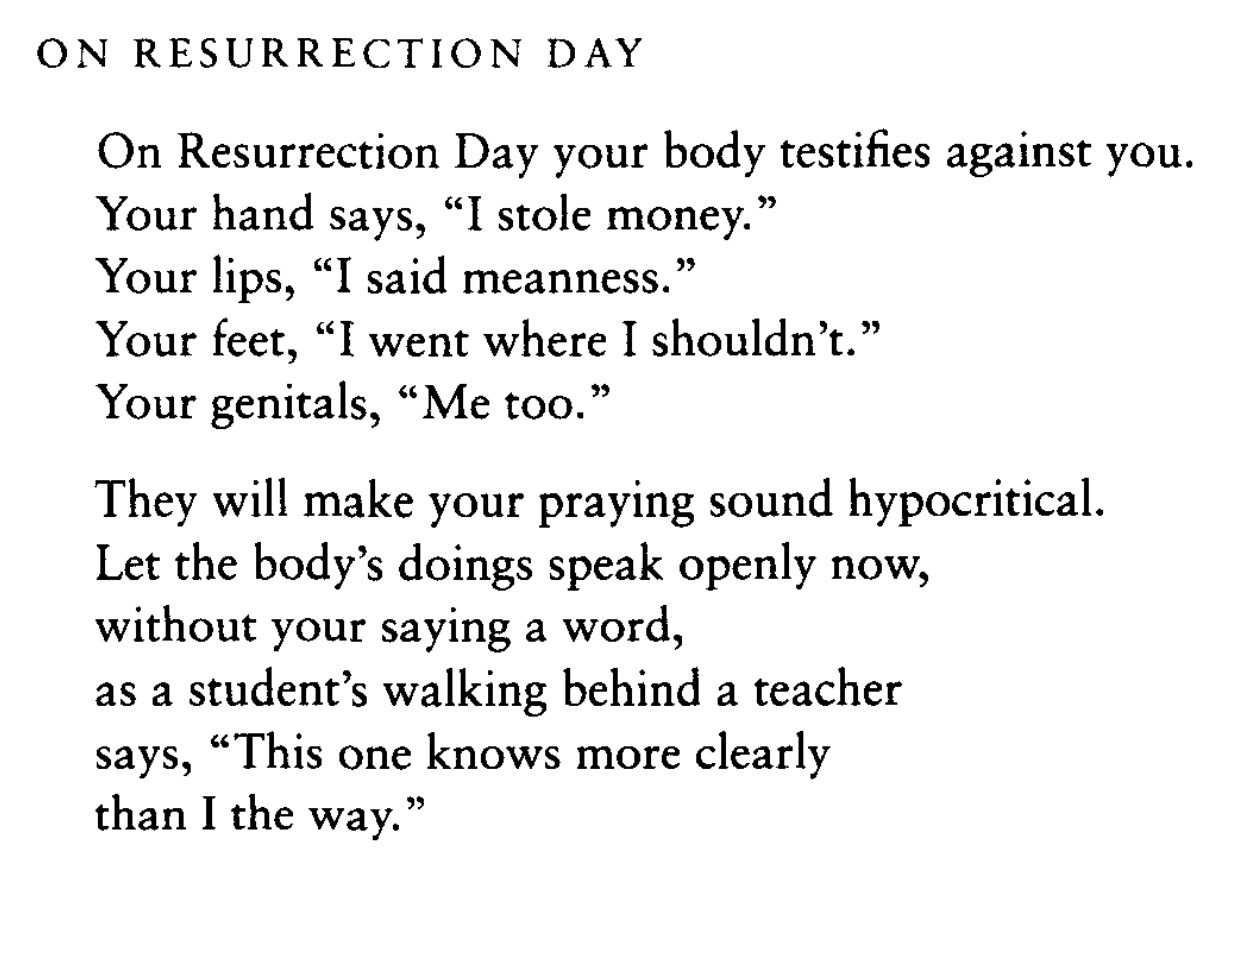 ON RESURRECTION DAY
On Resurrection Day your body testifies against you.
Your hand says, “I stole money.”
Your lips, “I said meanness.”
Your feet, “I went where I shouldn’t.”
Your genitals, “Me too.”
They will make your praying sound hypocritical.
Let the body’s doings speak openly now,
without your saying a word,
as a student’s walking behind a teacher
says, “This one knows more clearly
than I the way.”